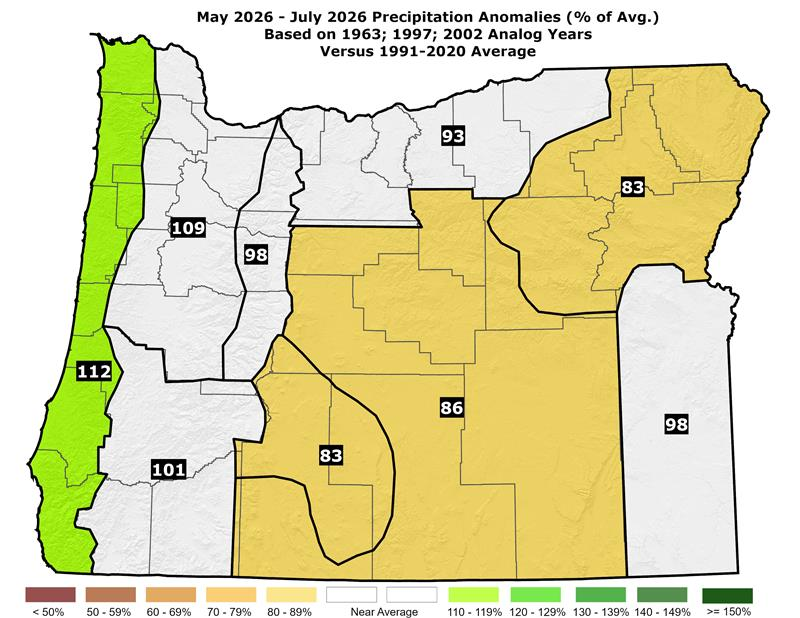 May 2026 - July 2026 Precipitation Anomalies (% of Avg.)
Based on 1963; 1997; 2002 Analog Years
Versus 1991-2020 Average
93
83
109
98
112
86
98
83
101
< 50%
50 - 59%
60 - 69%
70 - 79%
80 - 89%
Near Average
110 - 119%
120 - 129%
130 - 139%
140 - 149%
>= 150%